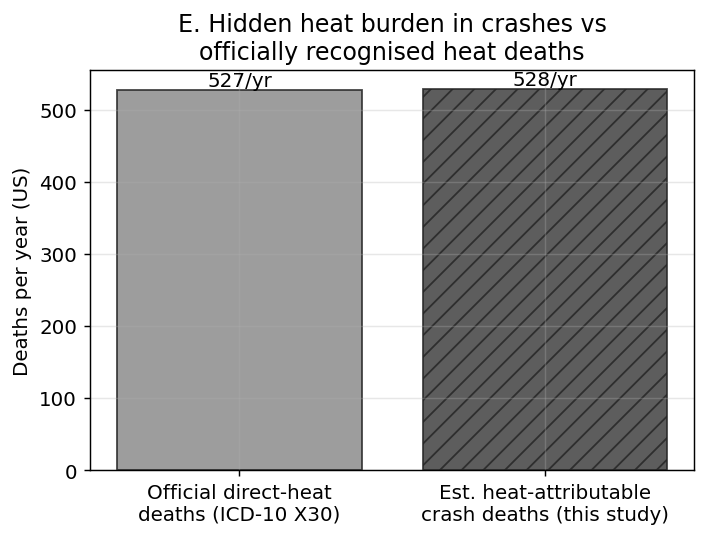 E. Hidden heat burden in crashes vs
officially recognised heat deaths
527/yr
528/yr
500
400
300
200
100
0
Deaths per year (US)
Official direct-heat
deaths (ICD-10 X30)
Est. heat-attributable
crash deaths (this study)